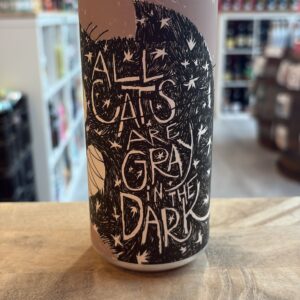 ALL
CATS
ARE
GRAY
IN THE
DARK